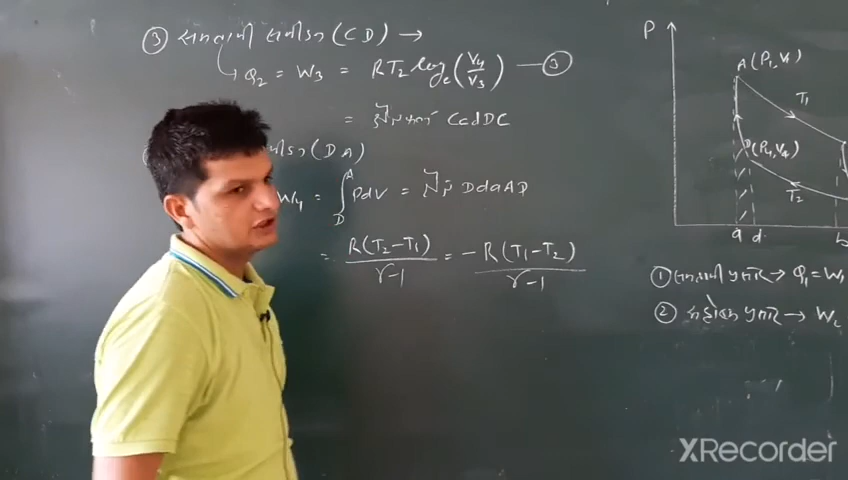 ③ સમતાપી સંકોચન (CD) →
Q₂ = W₃ = RT₂ logₑ (V₄/V₃) — ③
= ક્ષેત્રફળ CcdDC
(DA)
W₄ = ∫_D^A PdV = DdaAD
= R(T₂-T₁)/γ-1 = - R(T₁-T₂)/γ-1
P
A (P₁,V₁)
T₁
D(P₄,V₄)
T₂
a d b
① સમતાપી પ્રસરણ → Q₁ = W₁
② સમોષ્મી પ્રસરણ → W₂
XRecorder